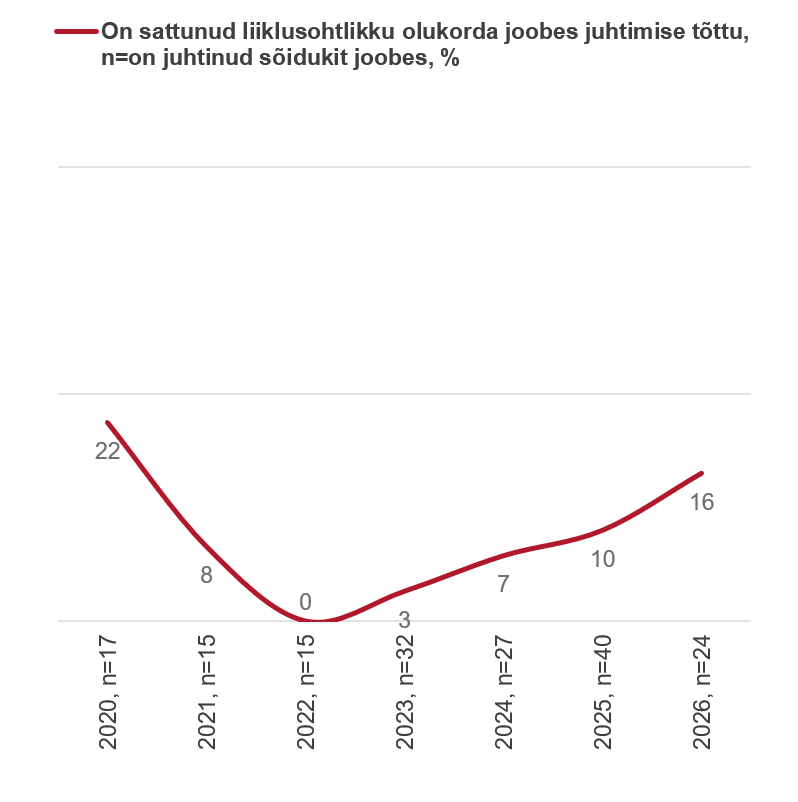 On sattunud liiklusohtlikku olukorda joobes juhtimise tõttu,
n=on juhtinud sõidukit joobes, %
22
8
0
3
7
10
16
2020, n=17
2021, n=15
2022, n=15
2023, n=32
2024, n=27
2025, n=40
2026, n=24